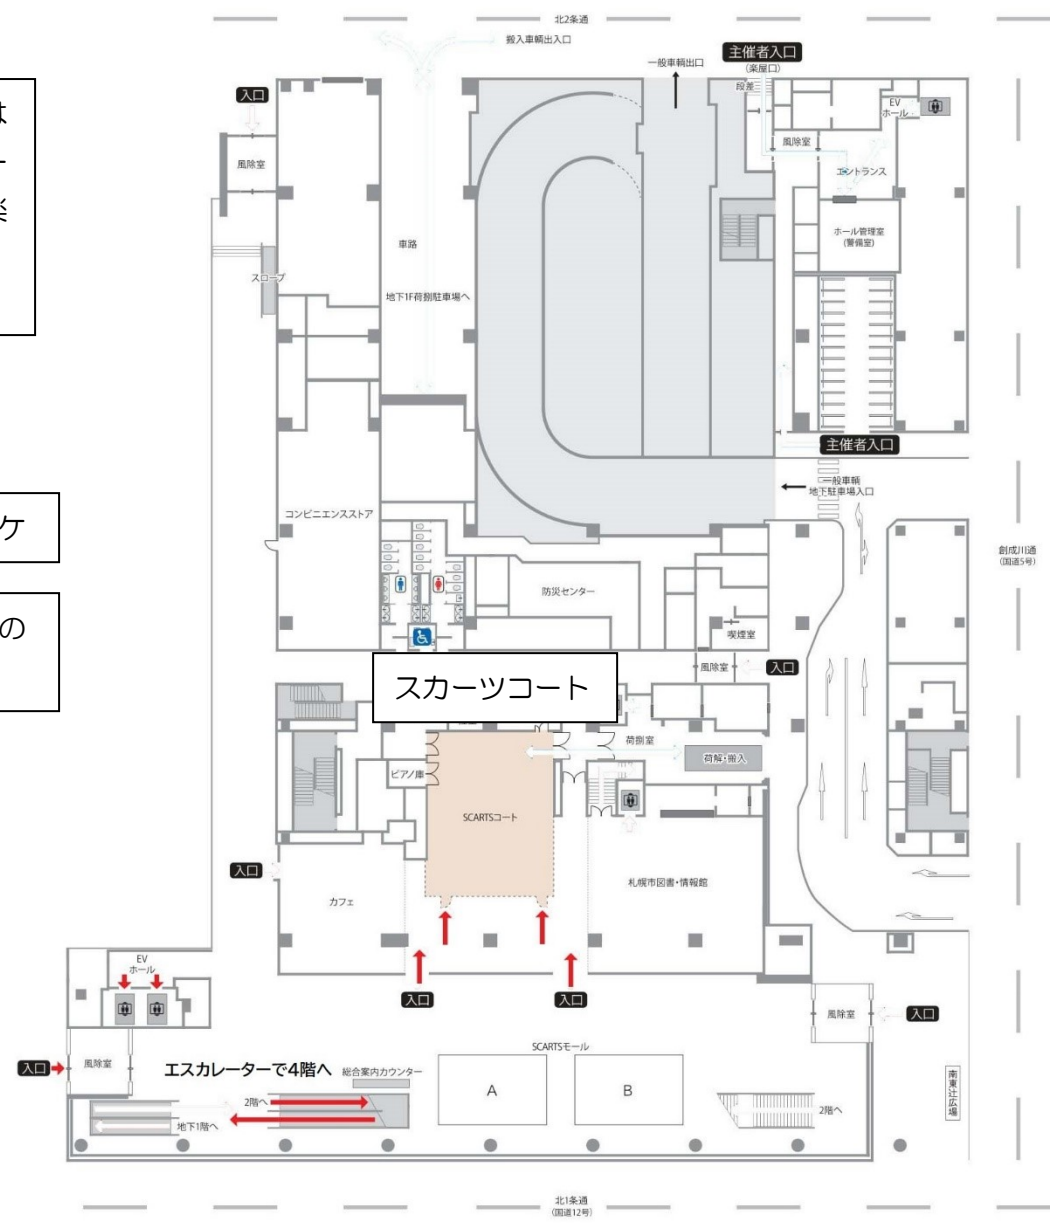 北2条通
搬入車輌出入口
主催者入口
(楽屋口)
一般車輌出口
段差
EV
ホール
入口
は
ー
風除室
風除室
エントランス
ホール管理室
(警備室)
車路
スロープ
地下1F荷捌駐車場へ
主催者入口
一般車輌
地下駐車場入口
コンビニエンスストア
ケ
創成川通
(国道5号)
防災センター
の
喫煙室
風除室
入口
スカーツコート
荷捌室
荷解・搬入
ピアノ庫
SCARTSコート
入口
カフェ
札幌市図書・情報館
EV
ホール
入口
入口
風除室
入口
SCARTSモール
入口
風除室
エスカレーターで4階へ
総合案内カウンター
2階へ
地下1階へ
A
B
2階へ
南東辻広場
北1条通
(国道12号)